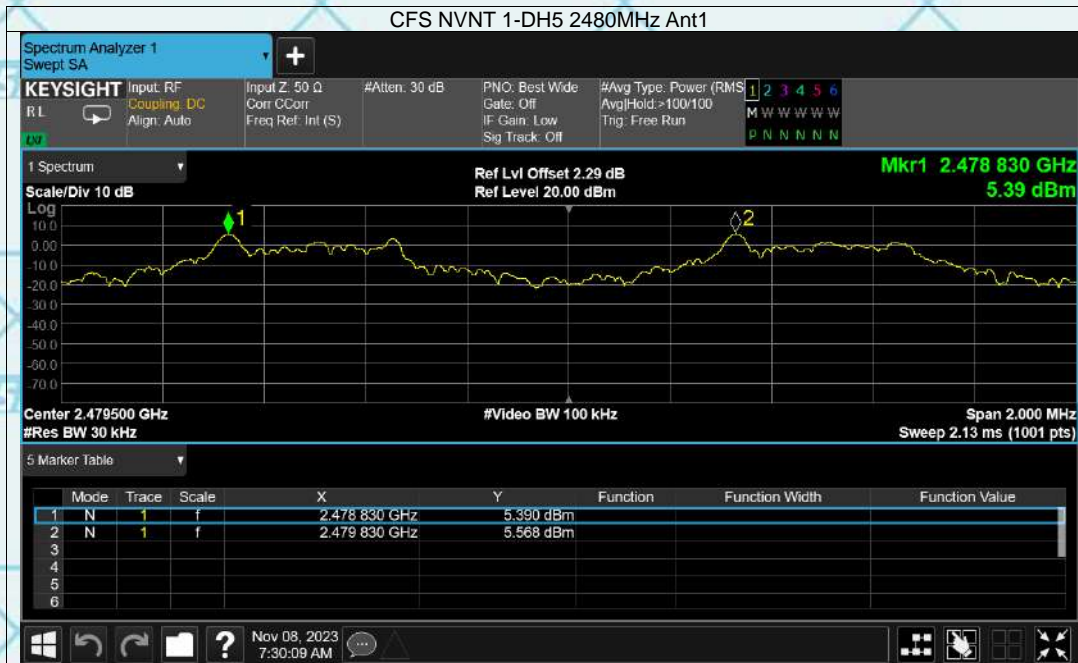 CFS NVNT 1-DH5 2480MHz Ant1
Spectrum Analyzer 1
Swept SA
KEYSIGHT
R L
LXI
Input: RF
Coupling: DC
Align: Auto
Input Z: 50 Ω
Corr CCorr
Freq Ref: Int (S)
#Atten: 30 dB
PNO: Best Wide
Gate: Off
IF Gain: Low
Sig Track: Off
#Avg Type: Power (RMS
Avg|Hold:>100/100
Trig: Free Run
1 2 3 4 5 6
M W W W W W
P N N N N N
1 Spectrum
Scale/Div 10 dB
Ref Lvl Offset 2.29 dB
Ref Level 20.00 dBm
Mkr1 2.478 830 GHz
5.39 dBm
Log
10.0
0.00
-10.0
-20.0
-30.0
-40.0
-50.0
-60.0
-70.0
1
2
Center 2.479500 GHz
#Res BW 30 kHz
#Video BW 100 kHz
Span 2.000 MHz
Sweep 2.13 ms (1001 pts)
5 Marker Table
Mode Trace Scale X Y Function Function Width Function Value
1 N 1 f 2.478 830 GHz 5.390 dBm
2 N 1 f 2.479 830 GHz 5.568 dBm
3
4
5
6
?
Nov 08, 2023
7:30:09 AM